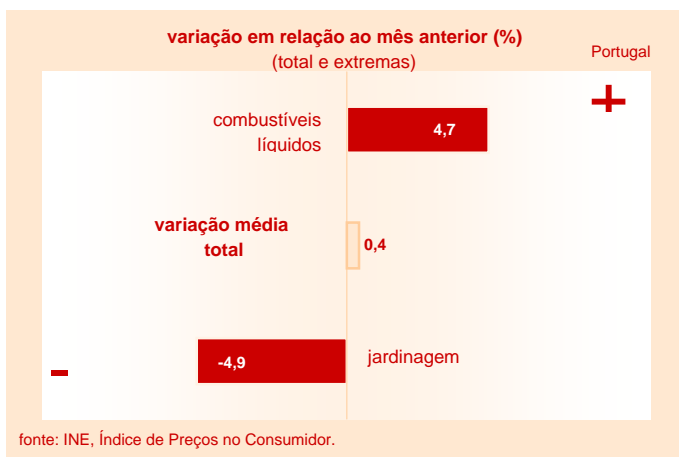 variação em relação ao mês anterior (%)
(total e extremas)
Portugal
+
combustíveis
líquidos
4,7
variação média
total
0,4
-4,9
jardinagem
-
fonte: INE, Índice de Preços no Consumidor.